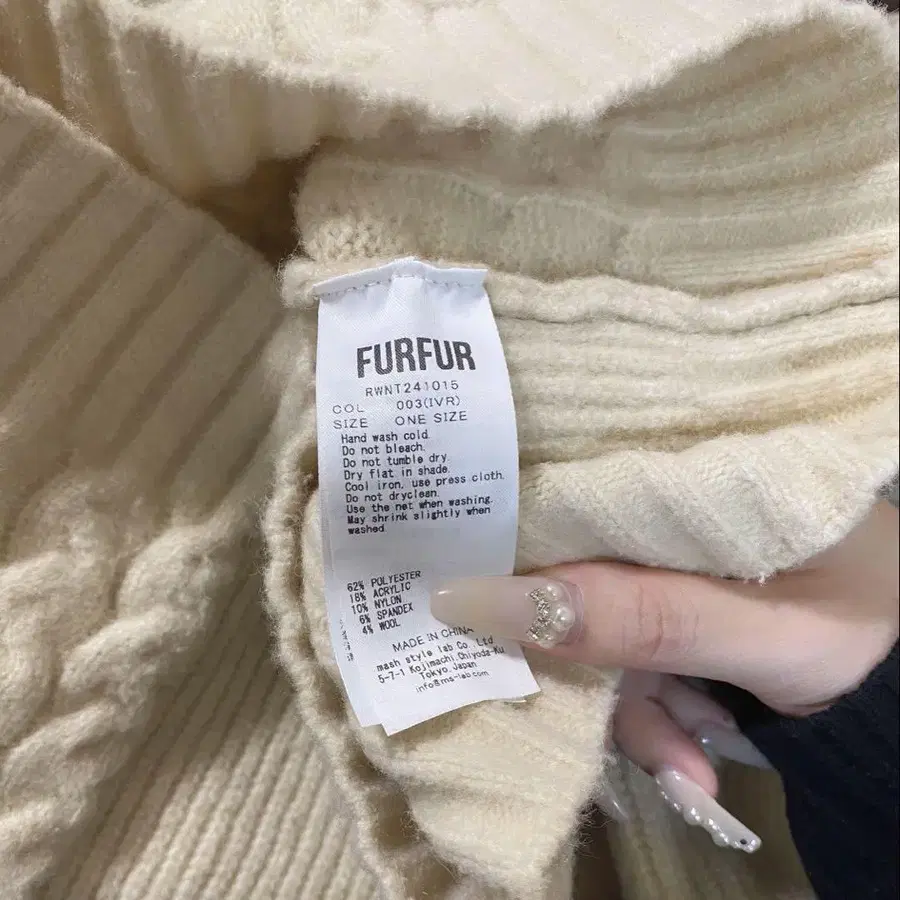 FURFUR
RWNT241015
COL 003(IVR)
SIZE ONE SIZE
Hand wash cold.
Do not bleach.
Do not tumble dry.
Dry flat in shade.
Cool iron, use press cloth.
Do not dryclean.
Use the net when washing.
May shrink slightly when
washed.
62% POLYESTER
18% ACRYLIC
10% NYLON
6% SPANDEX
4% WOOL
MADE IN CHINA
mash style lab Co. Ltd
5-7-1 Kojimachi, Chiyoda-Ku
Tokyo, Japan
info@ms-lab.com